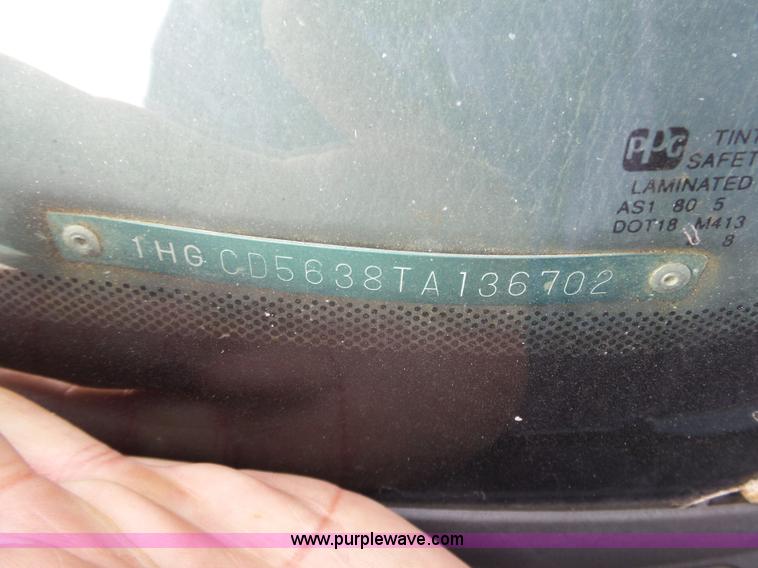 PPG TINT
SAFET
LAMINATED
AS1 80 5
DOT18 M413
8
1HGCD5638TA136702
www.purplewave.com